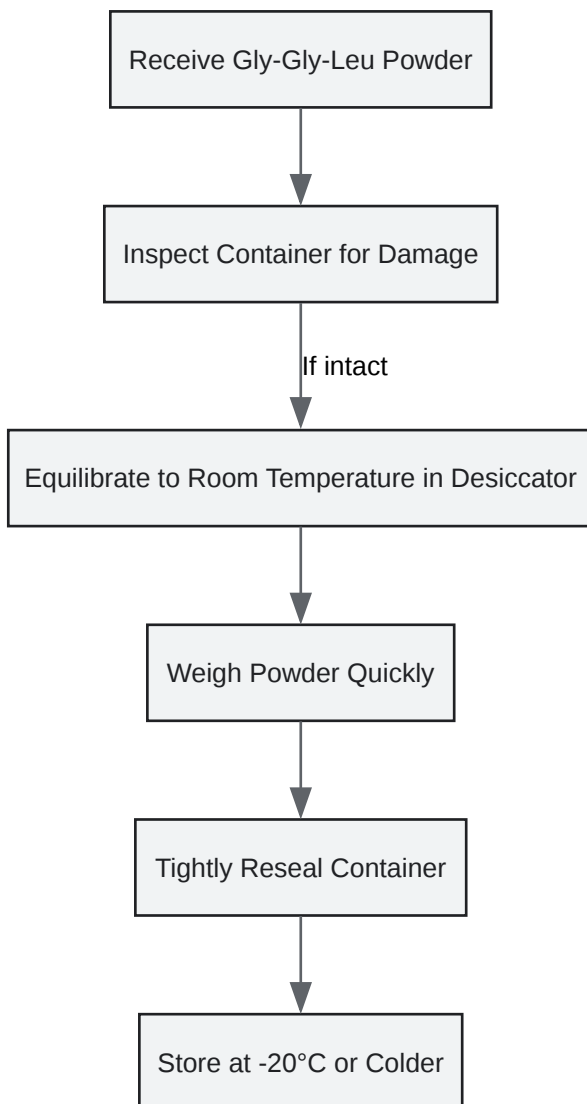 Receive Gly-Gly-Leu Powder
Inspect Container for Damage
If intact
Equilibrate to Room Temperature in Desiccator
Weigh Powder Quickly
Tightly Reseal Container
Store at -20°C or Colder